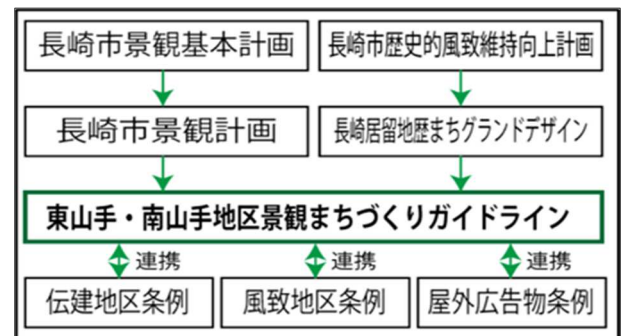 長崎市景観基本計画
長崎市歴史的風致維持向上計画
長崎市景観計画
長崎居留地歴まちグランドデザイン
東山手・南山手地区景観まちづくりガイドライン
連携
連携
連携
伝建地区条例
風致地区条例
屋外広告物条例